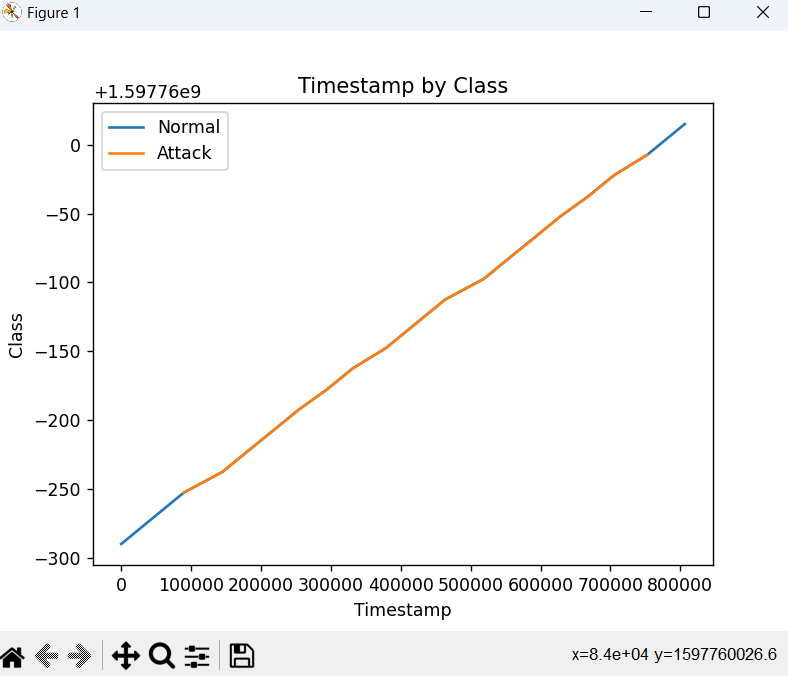 Figure 1
Timestamp by Class
+1.59776e9
Normal
Attack
0
−50
−100
−150
−200
−250
−300
Class
0 100000 200000 300000 400000 500000 600000 700000 800000
Timestamp
x=8.4e+04 y=1597760026.6